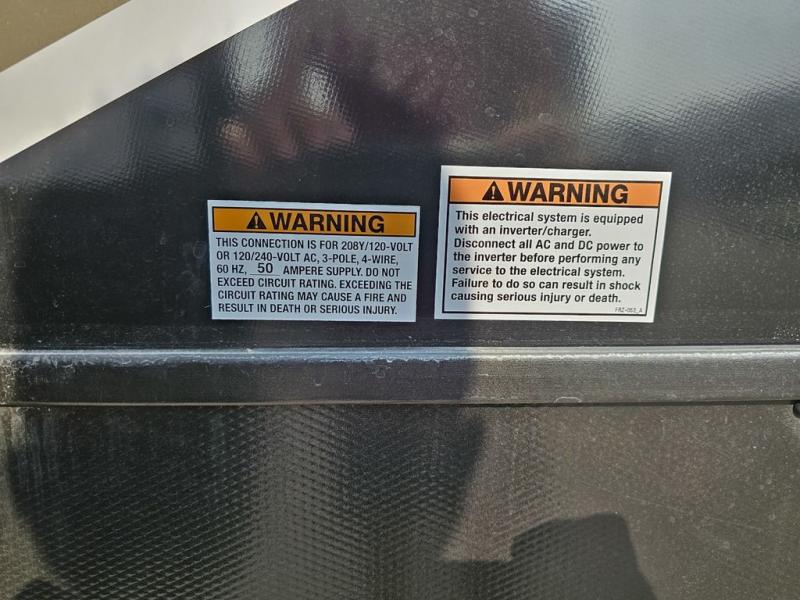 WARNING
THIS CONNECTION IS FOR 208Y/120-VOLT
OR 120/240-VOLT AC, 3-POLE, 4-WIRE,
60 HZ, 50 AMPERE SUPPLY. DO NOT
EXCEED CIRCUIT RATING. EXCEEDING THE
CIRCUIT RATING MAY CAUSE A FIRE AND
RESULT IN DEATH OR SERIOUS INJURY.
WARNING
This electrical system is equipped
with an inverter/charger.
Disconnect all AC and DC power to
the inverter before performing any
service to the electrical system.
Failure to do so can result in shock
causing serious injury or death.